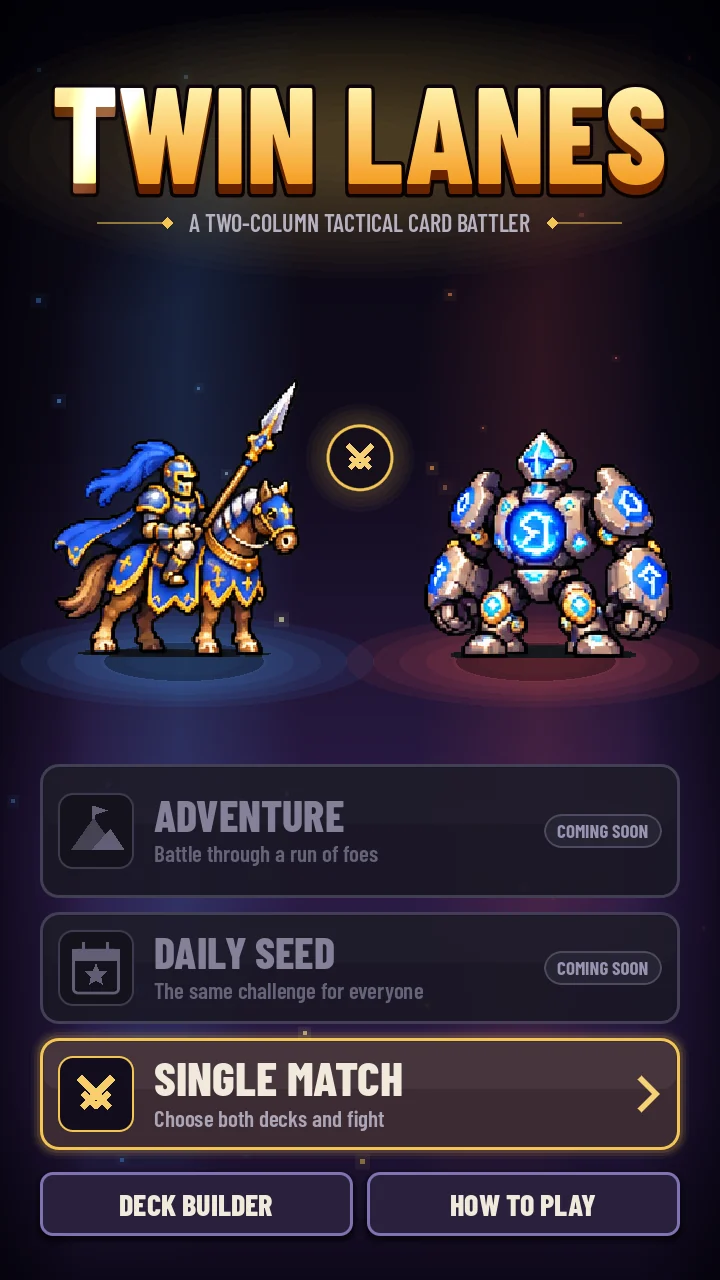 TWIN LANES
A TWO-COLUMN TACTICAL CARD BATTLER
ADVENTURE
Battle through a run of foes
COMING SOON
DAILY SEED
The same challenge for everyone
COMING SOON
SINGLE MATCH
Choose both decks and fight
DECK BUILDER
HOW TO PLAY